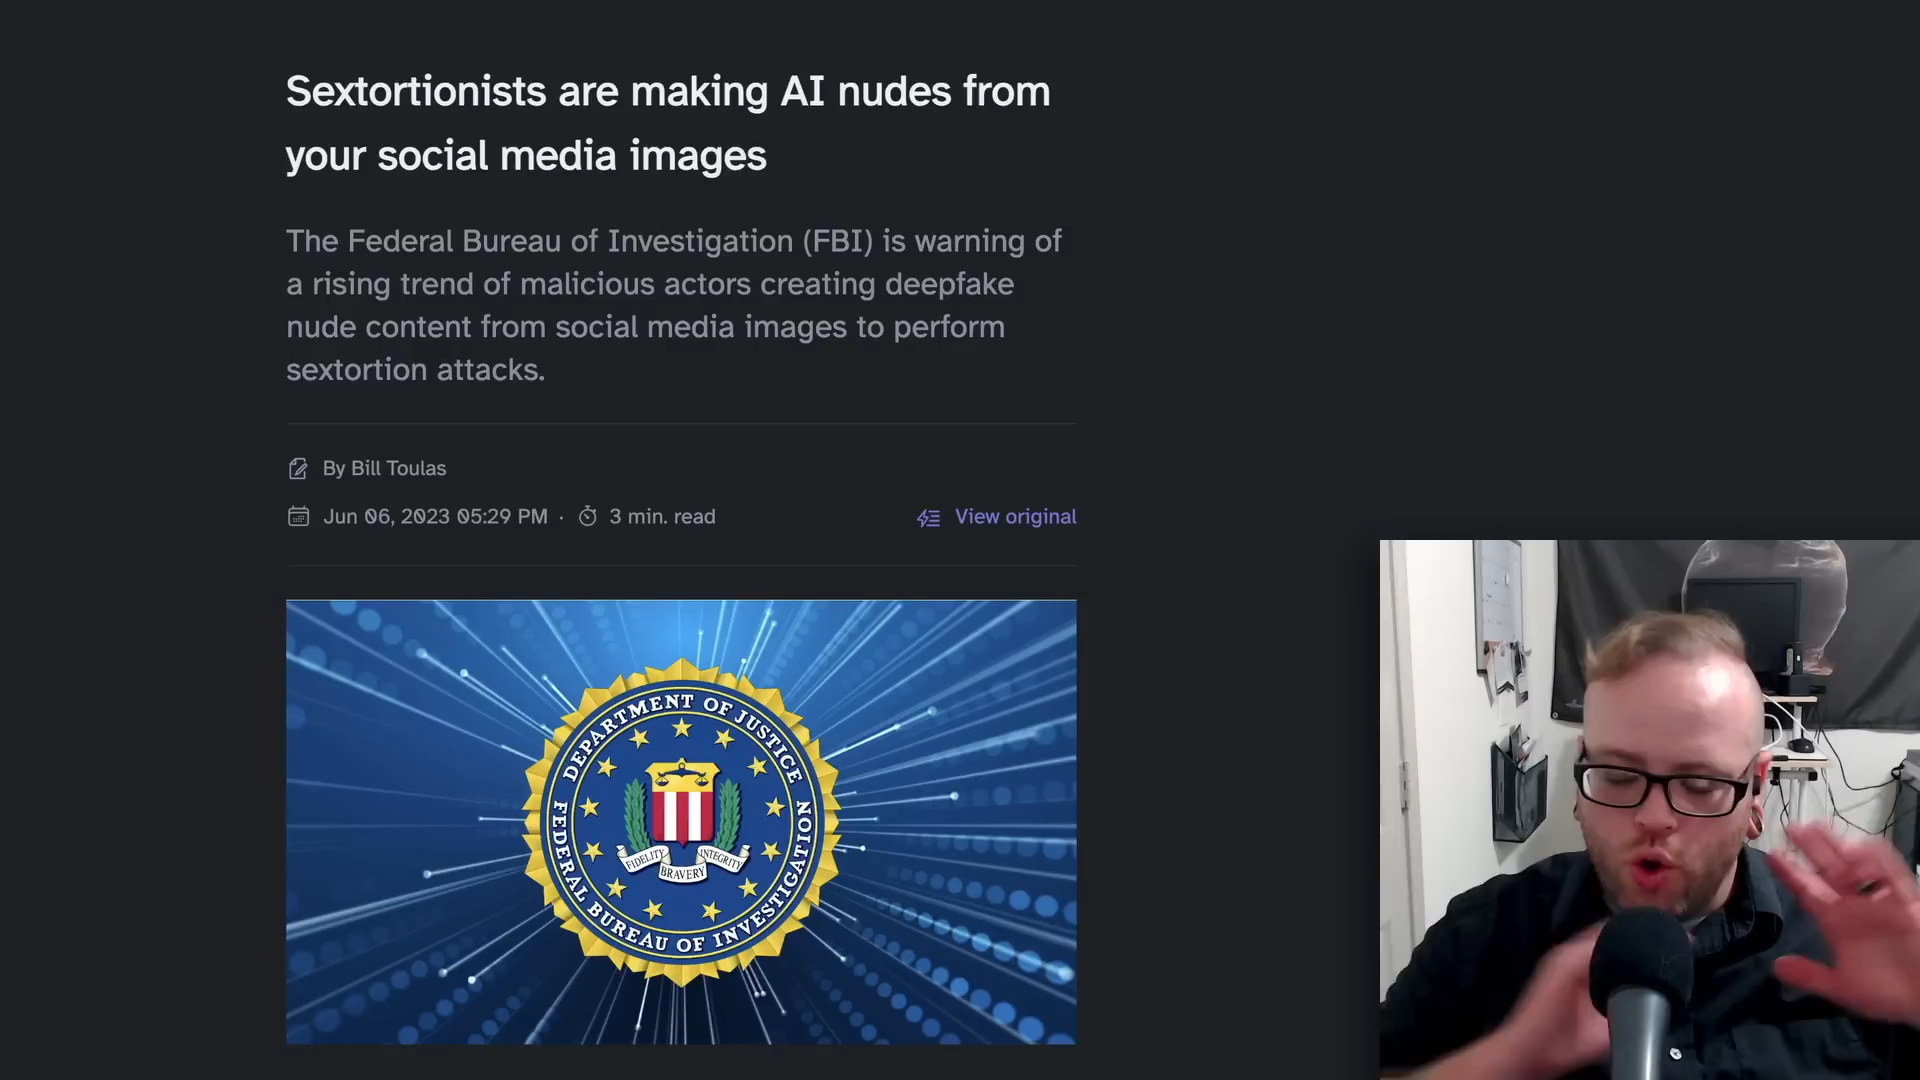 Sextortionists are making AI nudes from
your social media images
The Federal Bureau of Investigation (FBI) is warning of
a rising trend of malicious actors creating deepfake
nude content from social media images to perform
sextortion attacks.
By Bill Toulas
Jun 06, 2023 05:29 PM · 3 min. read
View original
DEPARTMENT OF JUSTICE
FIDELITY
BRAVERY
INTEGRITY
FEDERAL BUREAU OF INVESTIGATION